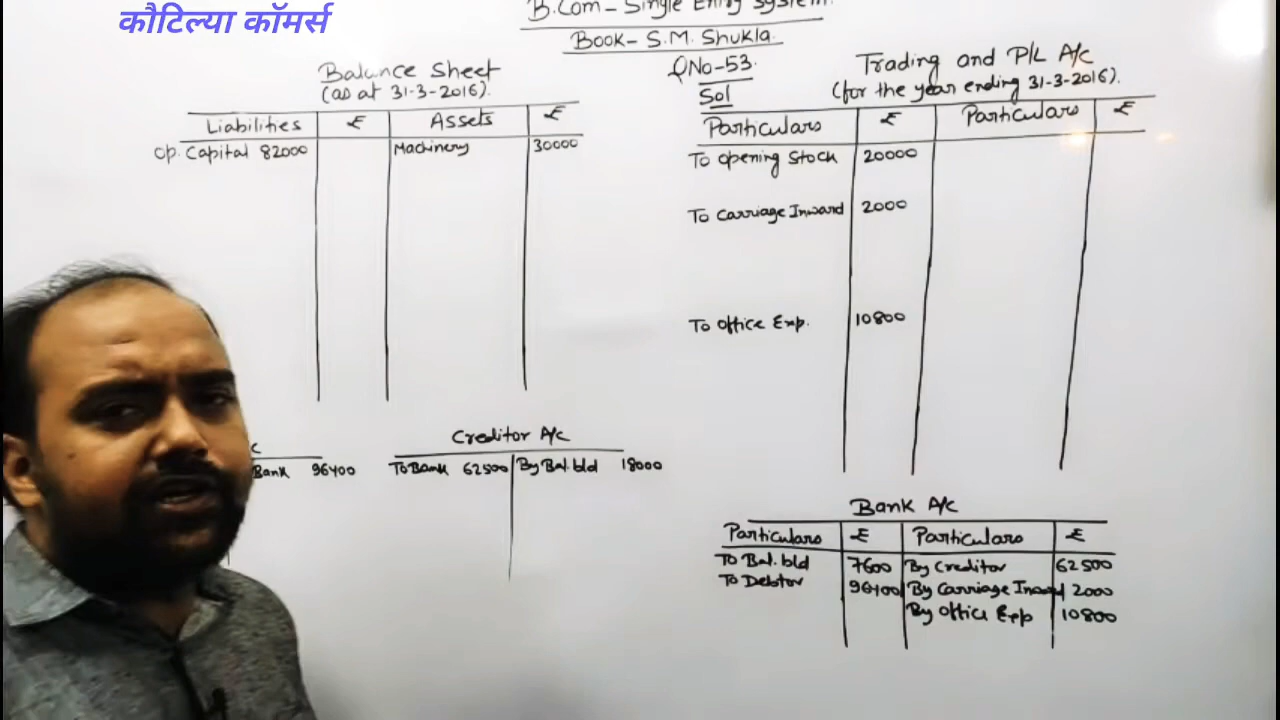 कौटिल्या कॉमर्स
B.Com - Single Entry System
Book - S.M. Shukla.
QNo-53.
Sol
Balance Sheet
(as at 31-3-2016).
Liabilities ₹ Assets ₹
Op. Capital 82000 Machinery 30000
Trading and P/L A/c
(for the year ending 31-3-2016).
Particulars ₹ Particulars ₹
To Opening Stock 20000
To Carriage Inward 2000
To Office Exp. 10800
Bank 96400
Creditor A/c
To Bank 62500 By Bal. b/d 18000
Bank A/c
Particulars ₹ Particulars ₹
To Bal. b/d 7600 By Creditor 62500
To Debtor 96400 By Carriage Inward 2000
By Office Exp 10800